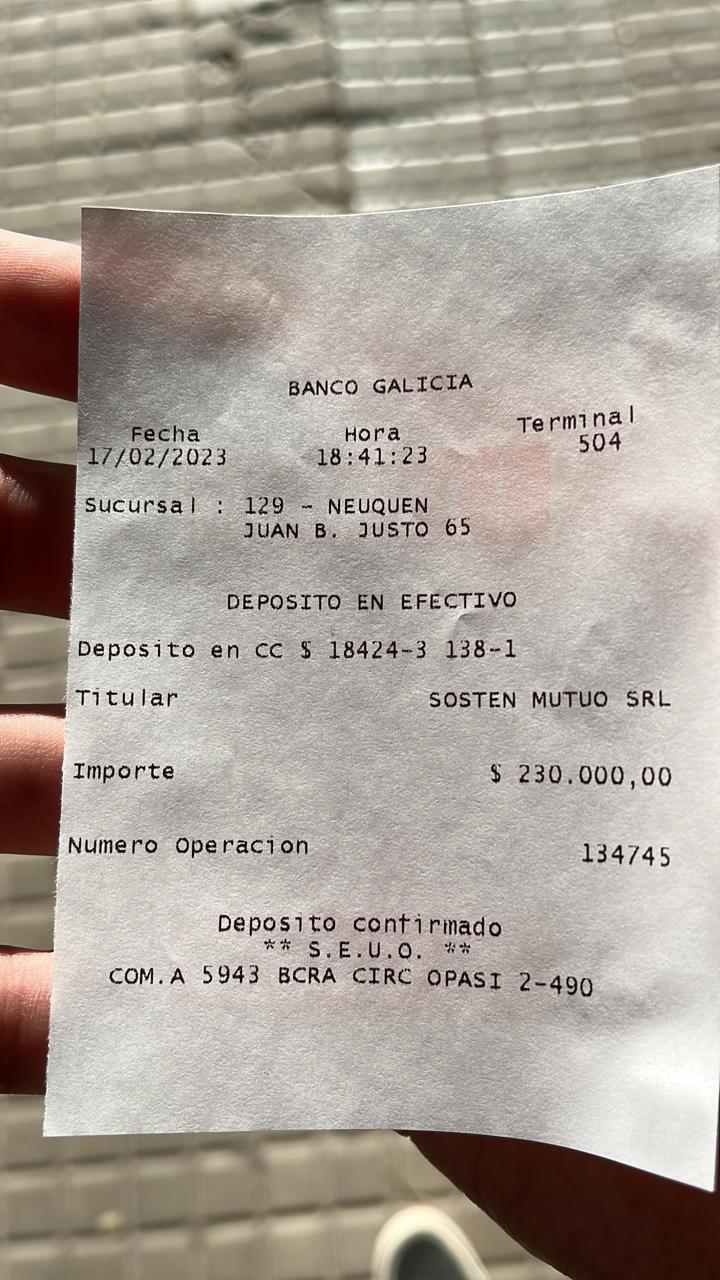 BANCO GALICIA
Fecha Hora Terminal
17/02/2023 18:41:23 504
Sucursal : 129 - NEUQUEN
JUAN B. JUSTO 65
DEPOSITO EN EFECTIVO
Deposito en CC $ 18424-3 138-1
Titular SOSTEN MUTUO SRL
Importe $ 230.000,00
Numero Operacion 134745
Deposito confirmado
** S.E.U.O. **
COM.A 5943 BCRA CIRC OPASI 2-490